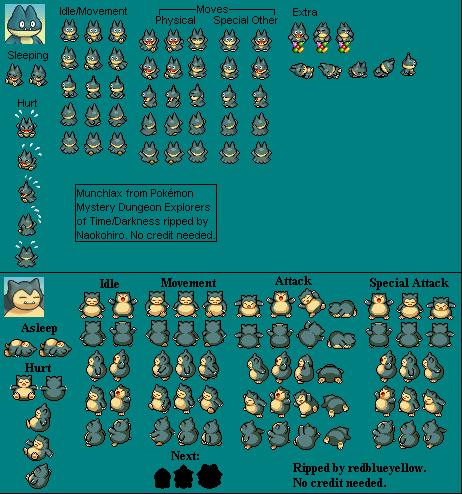 Idle/Movement
Moves
Physical
Special Other
Extra
Sleeping
Hurt
Munchlax from Pokémon
Mystery Dungeon Explorers
of Time/Darkness ripped by
Naokohiro. No credit needed.
Idle
Movement
Attack
Special Attack
Asleep
Hurt
Next:
Ripped by redblueyellow.
No credit needed.